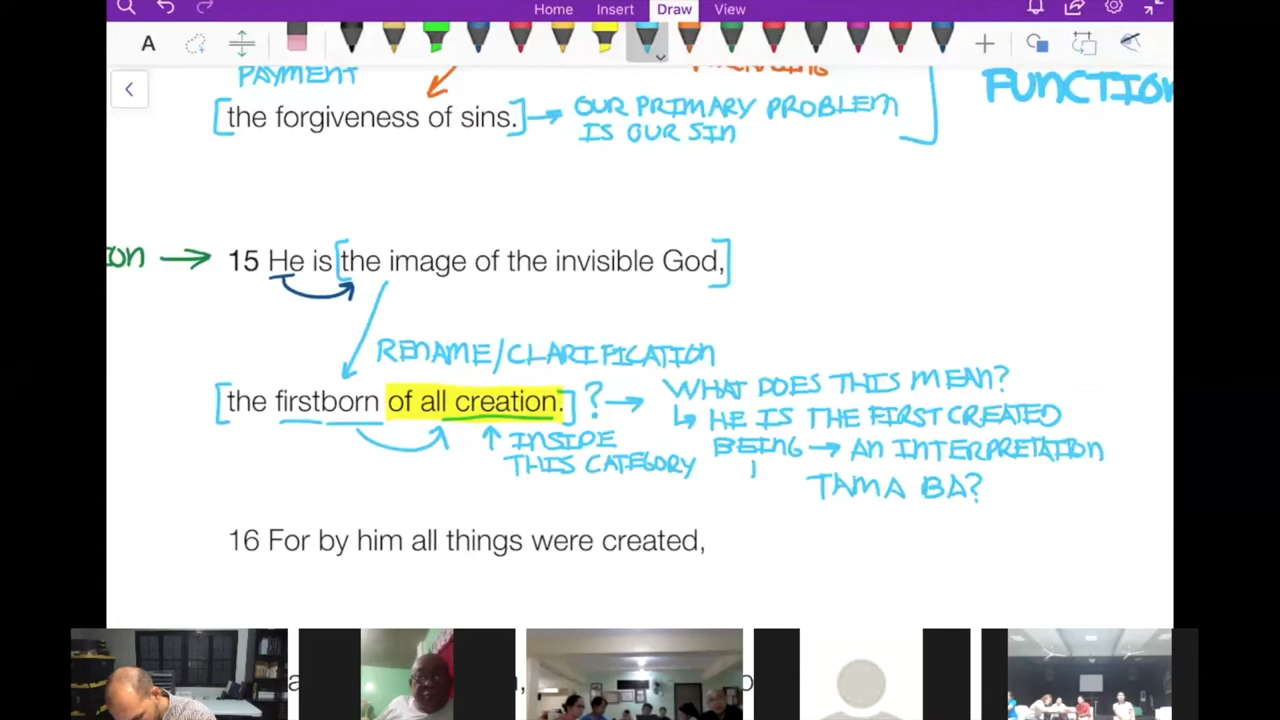 Home Insert Draw View
A
PAYMENT
FUNCTION
the forgiveness of sins.
OUR PRIMARY PROBLEM
IS OUR SIN
15 He is the image of the invisible God,
RENAME/CLARIFICATION
the firstborn of all creation.
?
WHAT DOES THIS MEAN?
HE IS THE FIRST CREATED
BEING → AN INTERPRETATION
INSIDE
THIS CATEGORY
TAMA BA?
16 For by him all things were created,